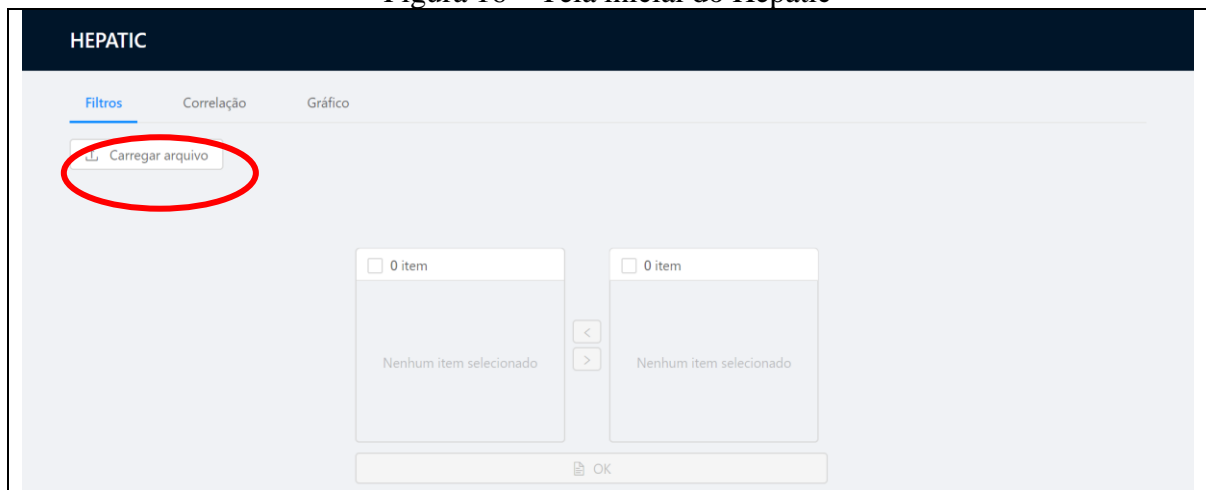 HEPATIC
Filtros Correlação Gráfico
Carregar arquivo
0 item 0 item
<
Nenhum item selecionado > Nenhum item selecionado
OK